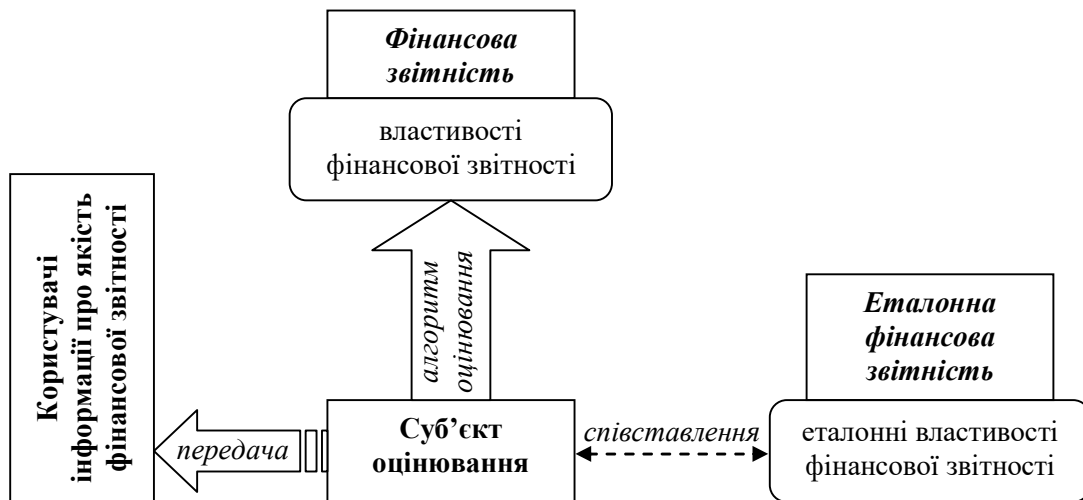 Фінансова
звітність
властивості
фінансової звітності
Користувачі
інформації про якість
фінансової звітності
алгоритм
оцінювання
Еталонна
фінансова
звітність
передача
Суб’єкт
оцінювання
співставлення
еталонні властивості
фінансової звітності